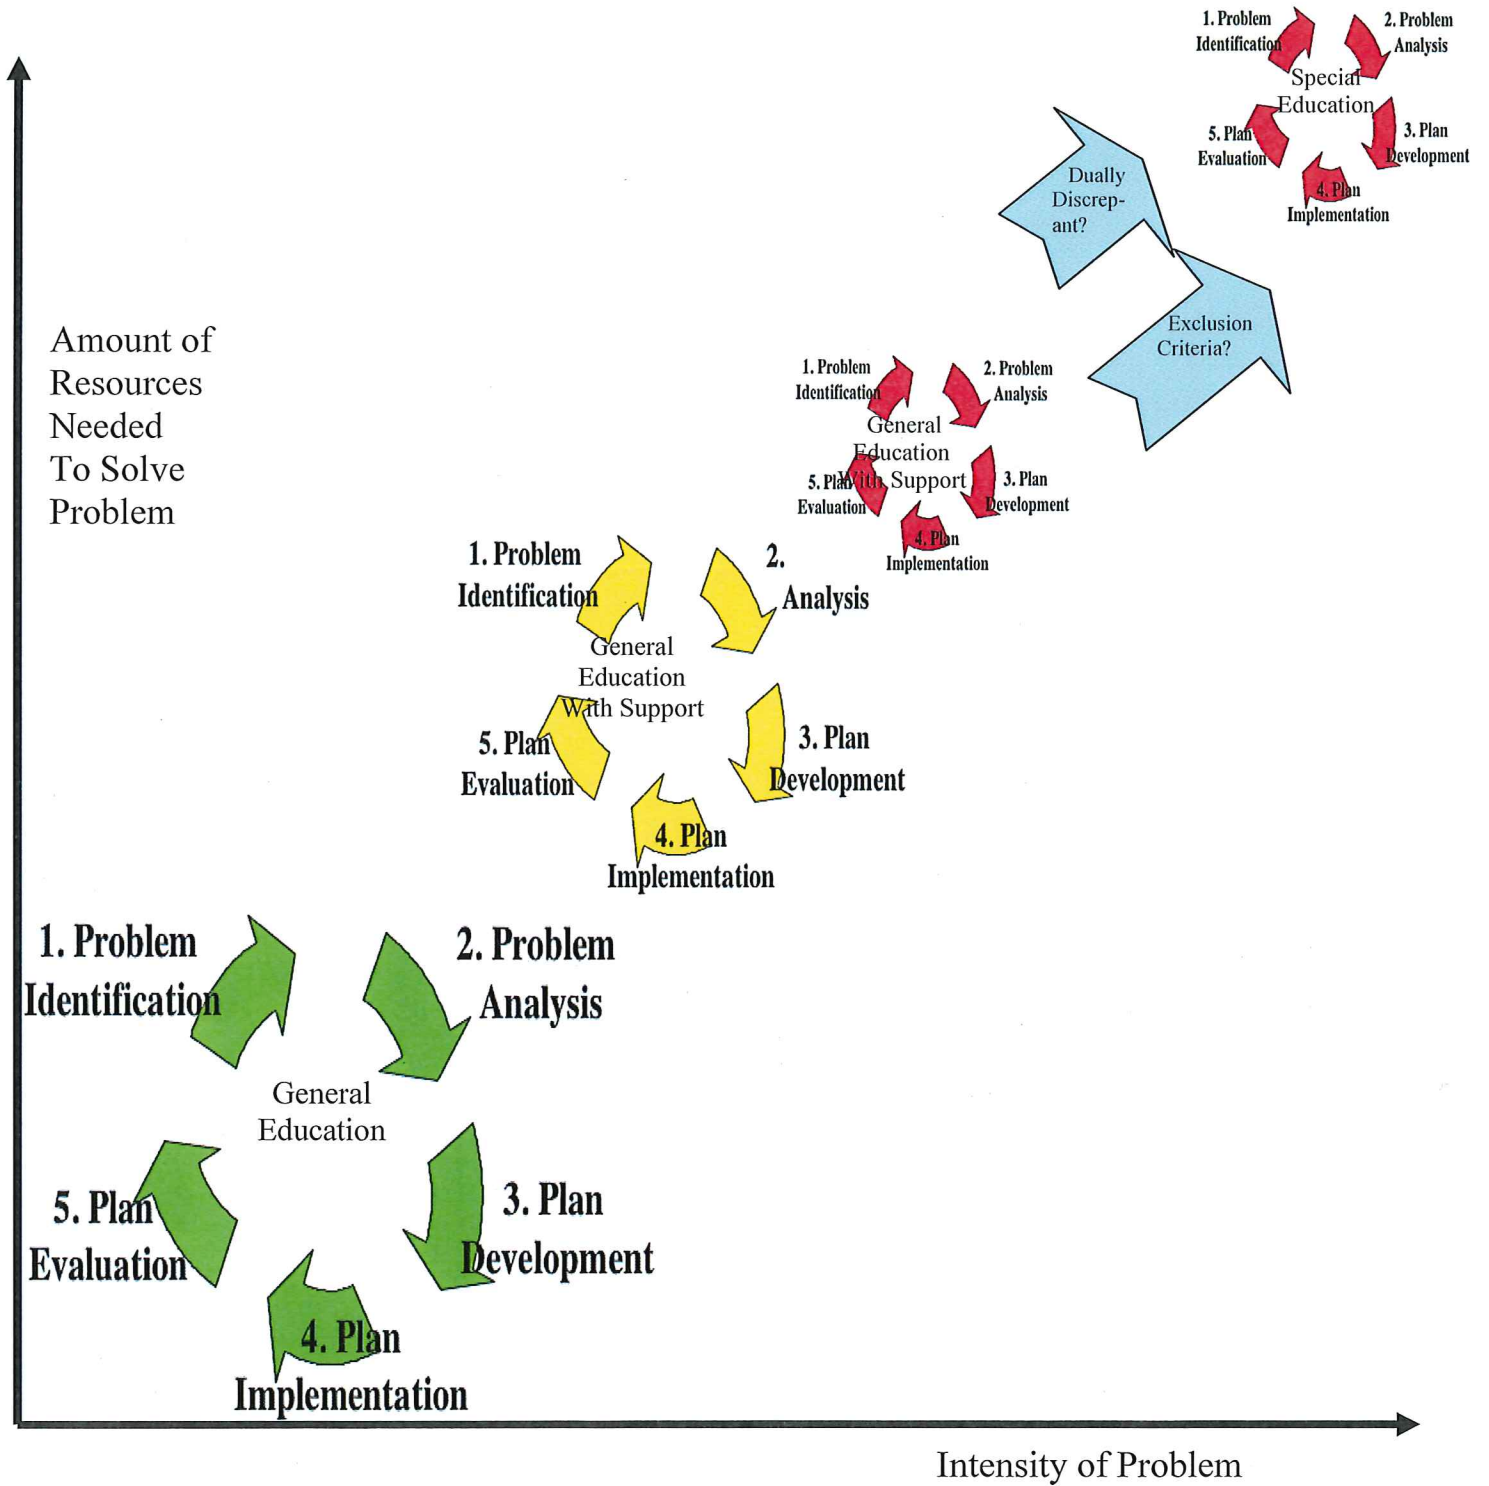 1. Problem
Identification
2. Problem
Analysis
Special
Education
5. Plan
Evaluation
3. Plan
Development
4. Plan
Implementation
Dually
Discrep-
ant?
Exclusion
Criteria?
Amount of
Resources
Needed
To Solve
Problem
1. Problem
Identification
2. Problem
Analysis
General
Education
With Support
5. Plan
Evaluation
3. Plan
Development
4. Plan
Implementation
1. Problem
Identification
2.
Analysis
General
Education
With Support
5. Plan
Evaluation
3. Plan
Development
4. Plan
Implementation
1. Problem
Identification
2. Problem
Analysis
General
Education
5. Plan
Evaluation
3. Plan
Development
4. Plan
Implementation
Intensity of Problem